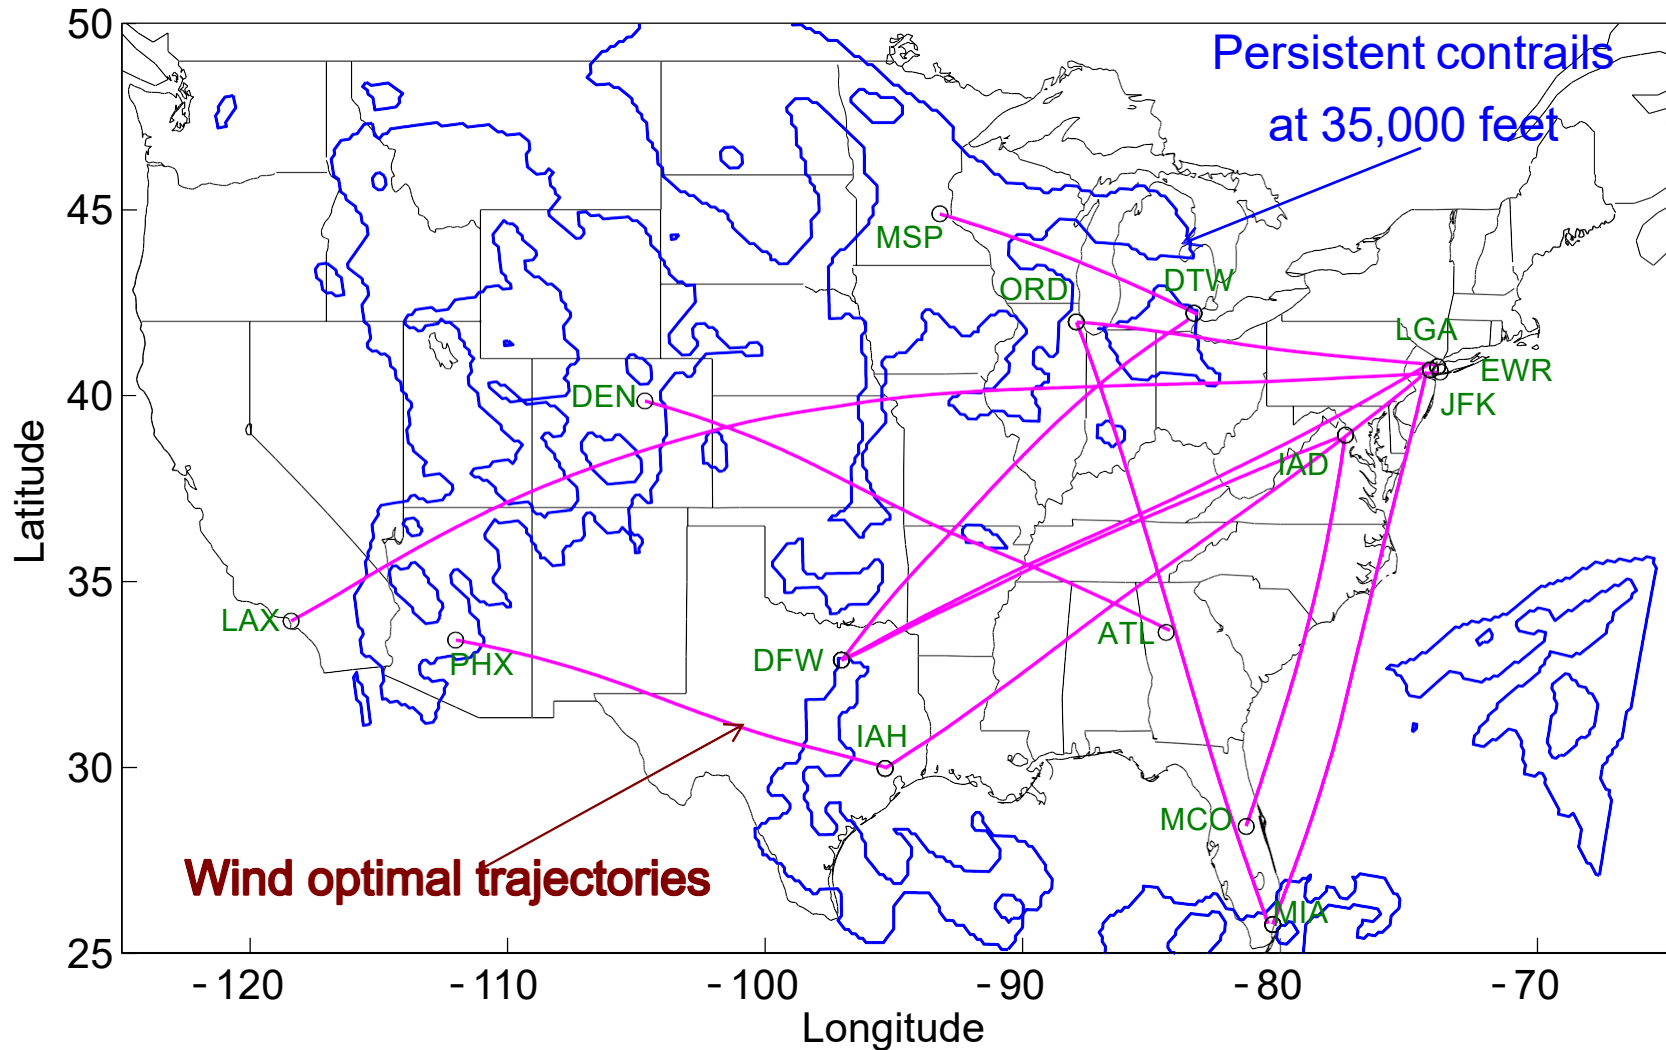 50
Persistent contrails
at 35,000 feet
45
MSP
DTW
ORD
LGA
EWR
40
DEN
JFK
IAD
Latitude
35
LAX
ATL
PHX
DFW
IAH
30
MCO
Wind optimal trajectories
MIA
25
-120
-110
-100
-90
-80
-70
Longitude